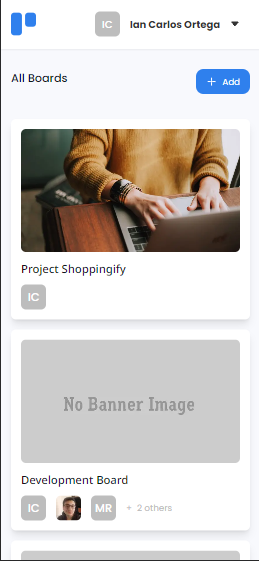 IC Ian Carlos Ortega
All Boards
+ Add
Project Shoppingify
IC
No Banner Image
Development Board
IC MR + 2 others